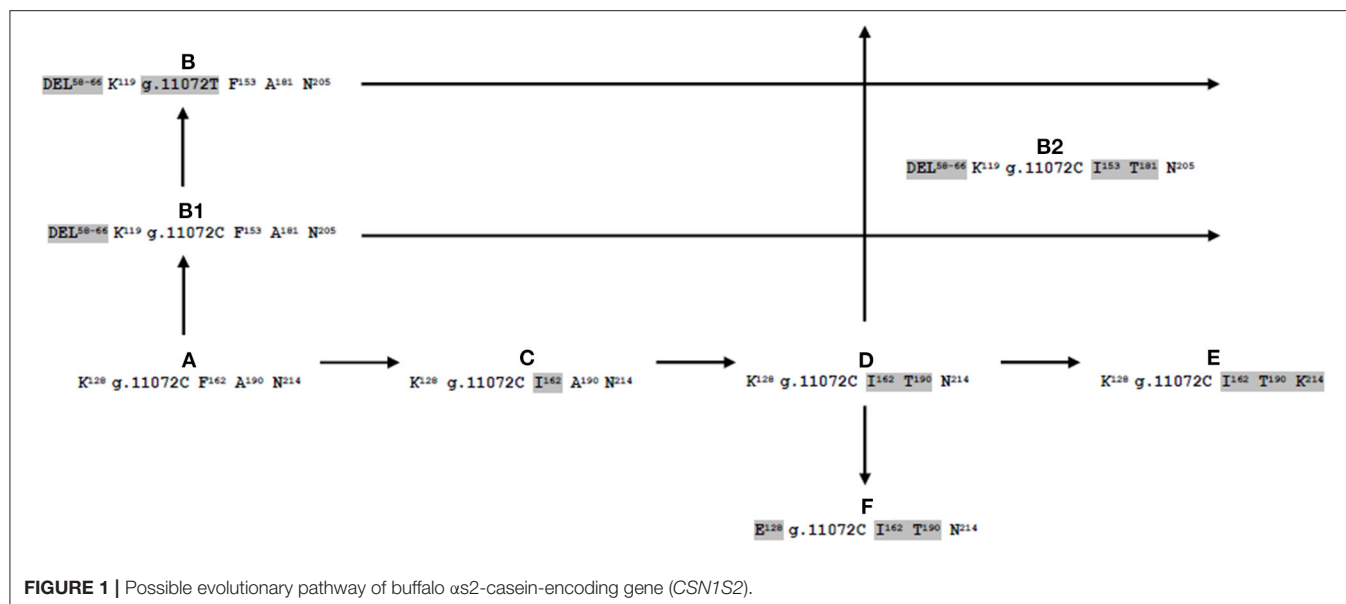 B
DEL⁵⁸⁻⁶⁶ K¹¹⁹ g.11072T F¹⁵³ A¹⁸¹ N²⁰⁵
B2
DEL⁵⁸⁻⁶⁶ K¹¹⁹ g.11072C I¹⁵³ T¹⁸¹ N²⁰⁵
B1
DEL⁵⁸⁻⁶⁶ K¹¹⁹ g.11072C F¹⁵³ A¹⁸¹ N²⁰⁵
A
K¹²⁸ g.11072C F¹⁶² A¹⁹⁰ N²¹⁴
C
K¹²⁸ g.11072C I¹⁶² A¹⁹⁰ N²¹⁴
D
K¹²⁸ g.11072C I¹⁶² T¹⁹⁰ N²¹⁴
E
K¹²⁸ g.11072C I¹⁶² T¹⁹⁰ K²¹⁴
F
E¹²⁸ g.11072C I¹⁶² T¹⁹⁰ N²¹⁴
FIGURE 1 | Possible evolutionary pathway of buffalo αs2-casein-encoding gene (CSN1S2).